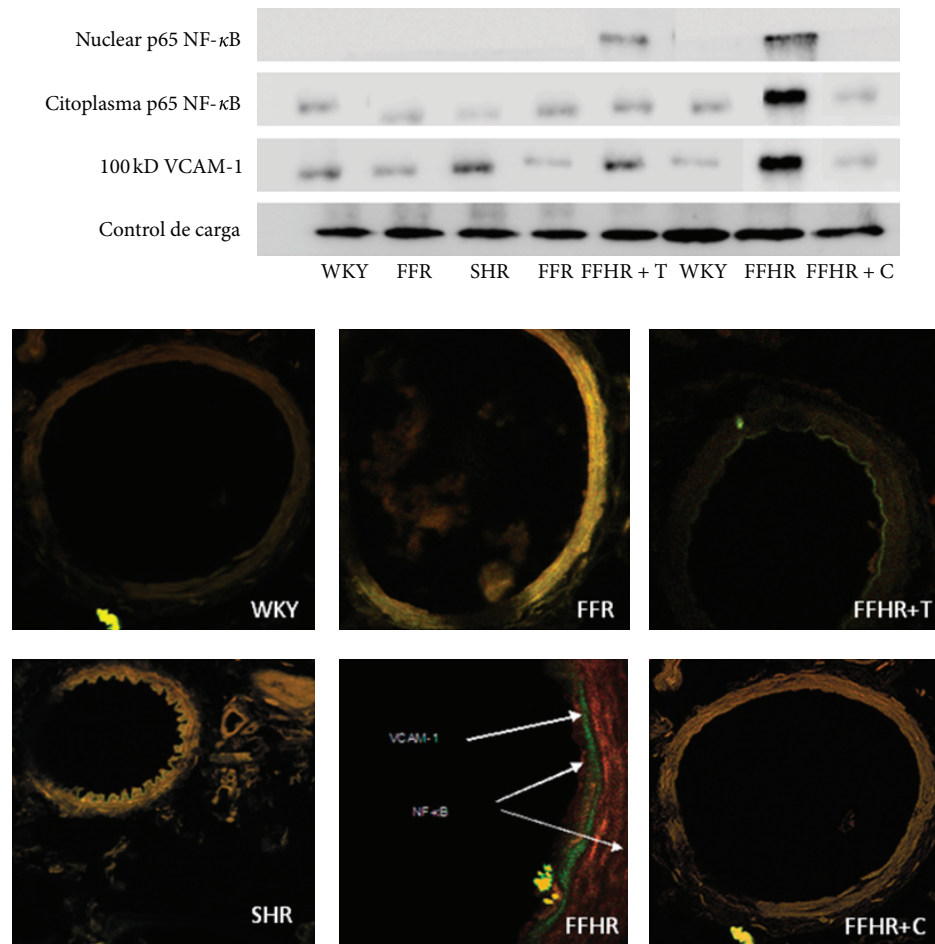 Nuclear p65 NF-κB
Citoplasma p65 NF-κB
100 kD VCAM-1
Control de carga
WKY FFR SHR FFR FFHR + T WKY FFHR FFHR + C
WKY
FFR
FFHR+T
SHR
VCAM-1
NF-κB
FFHR
FFHR+C